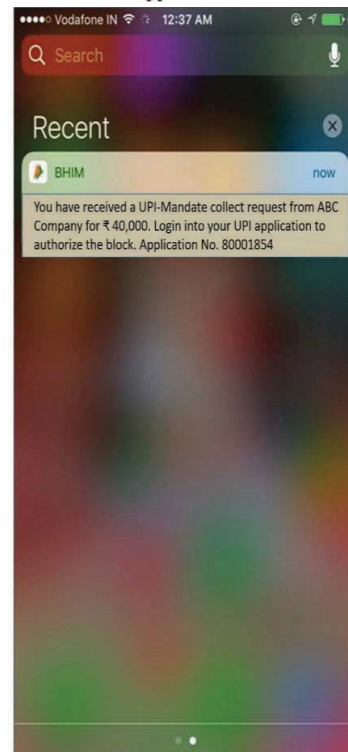 Vodafone IN 12:37 AM
Search
Recent
BHIM now
You have received a UPI-Mandate collect request from ABC
Company for ₹ 40,000. Login into your UPI application to
authorize the block. Application No. 80001854